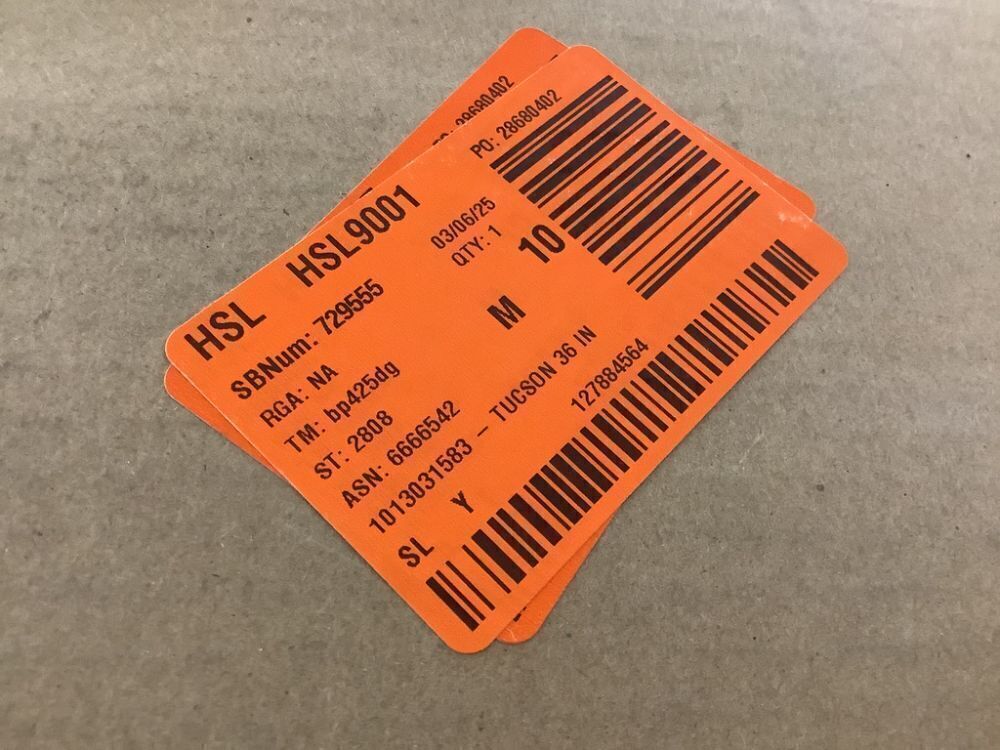 PO: 28680402
HSL HSL9001
SBNum: 729555
03/06/25
RGA: NA
QTY: 1
TM: bp425dg
M
10
ST: 2808
ASN: 6666542
1013031583 – TUCSON 36 IN
SL Y
127884564
28680402